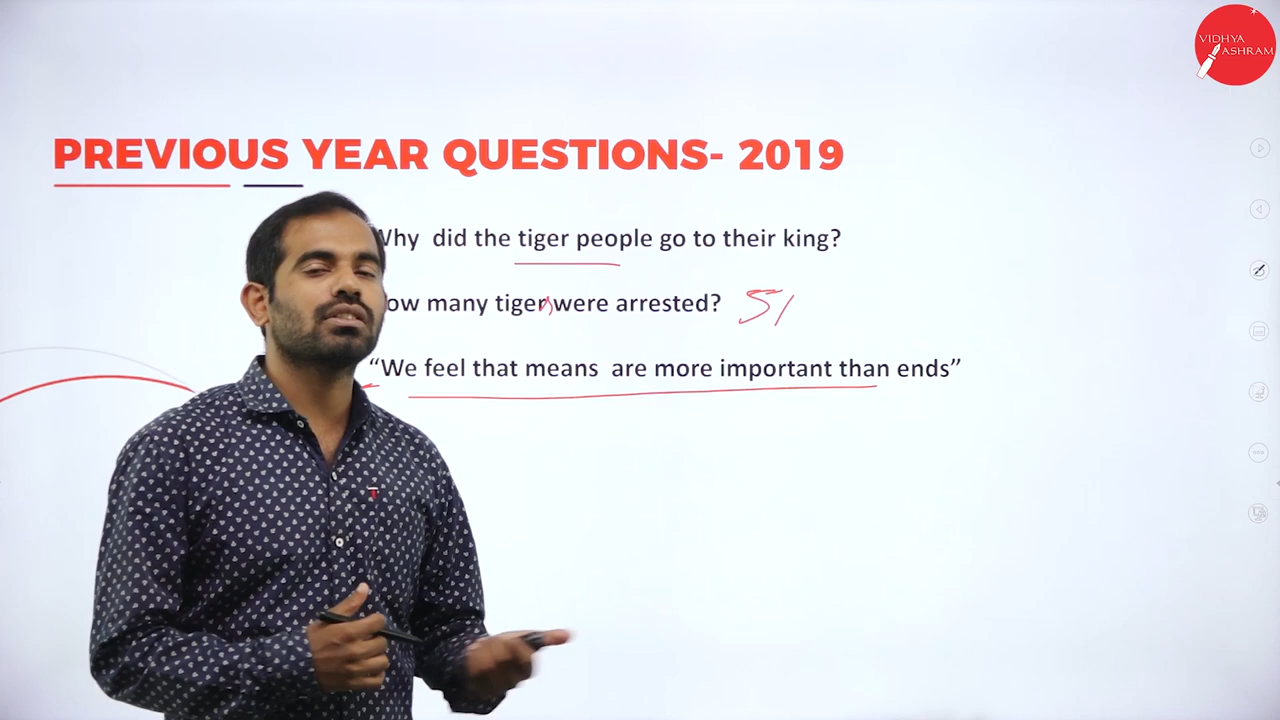 VIDHYA
ASHRAM
PREVIOUS YEAR QUESTIONS- 2019
Why did the tiger people go to their king?
many tiger were arrested? 51
“We feel that means are more important than ends”